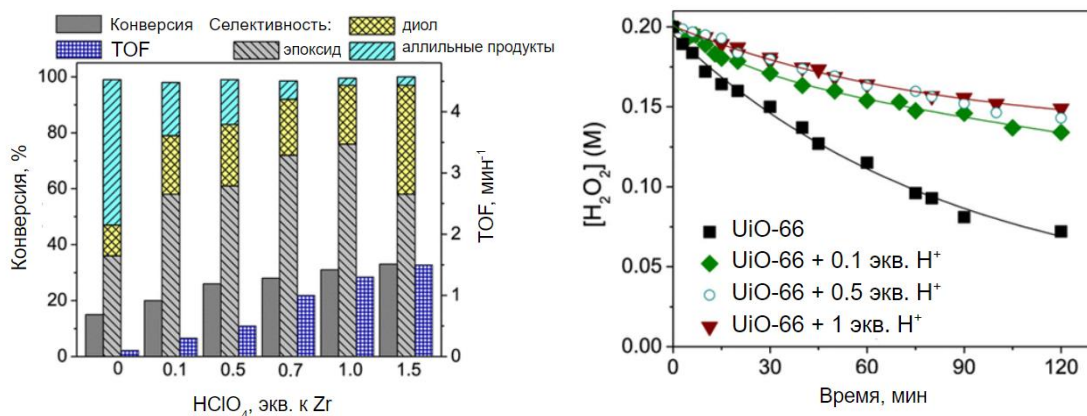 Конверсия Селективность: диол
TOF эпоксид аллильные продукты
100
80
60
40
20
0
Конверсия, %
4
3
2
1
0
TOF, мин⁻¹
0 0.1 0.5 0.7 1.0 1.5
HClO₄, экв. к Zr
0.20
0.15
0.10
0.05
0.00
[H₂O₂] (M)
UiO-66
UiO-66 + 0.1 экв. H⁺
UiO-66 + 0.5 экв. H⁺
UiO-66 + 1 экв. H⁺
0 30 60 90 120
Время, мин